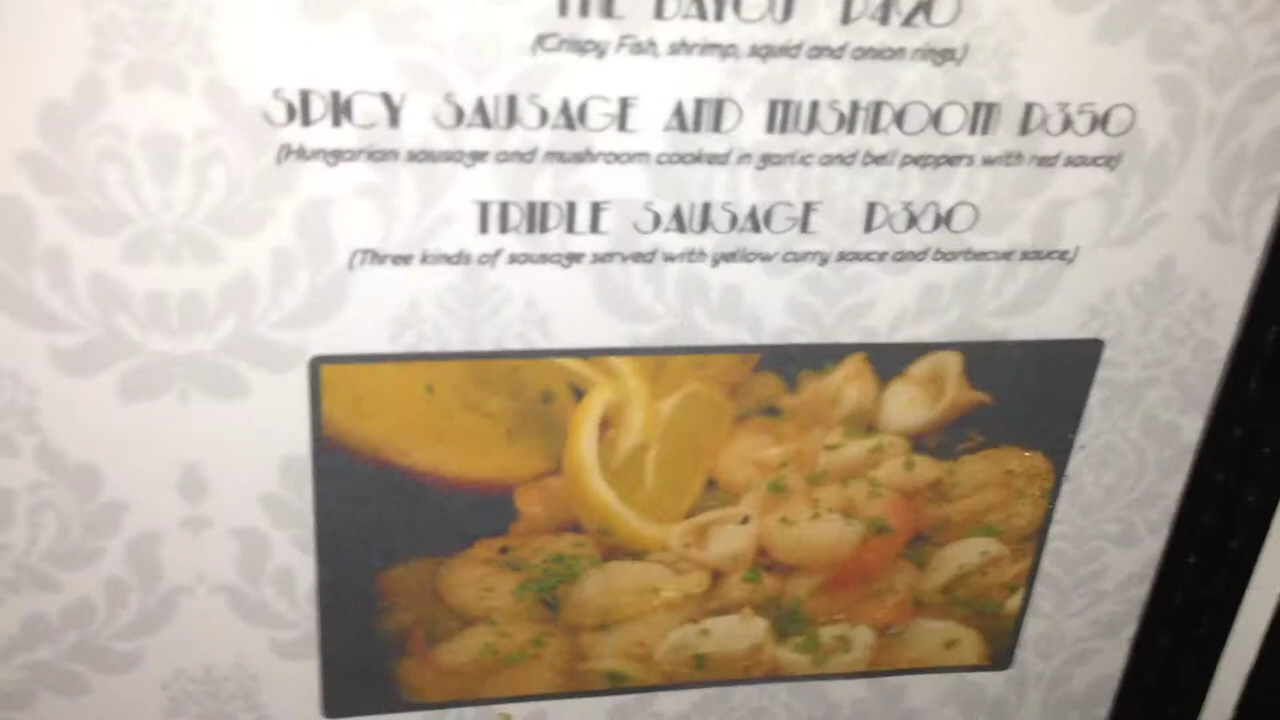 THE BAYOU P420
(Crispy Fish, shrimp, squid and onion rings)
SPICY SAUSAGE AND MUSHROOM P350
(Hungarian sausage and mushroom cooked in garlic and bell peppers with red sauce)
TRIPLE SAUSAGE
(Three kinds of sausage served with yellow curry sauce and barbecue sauce,)